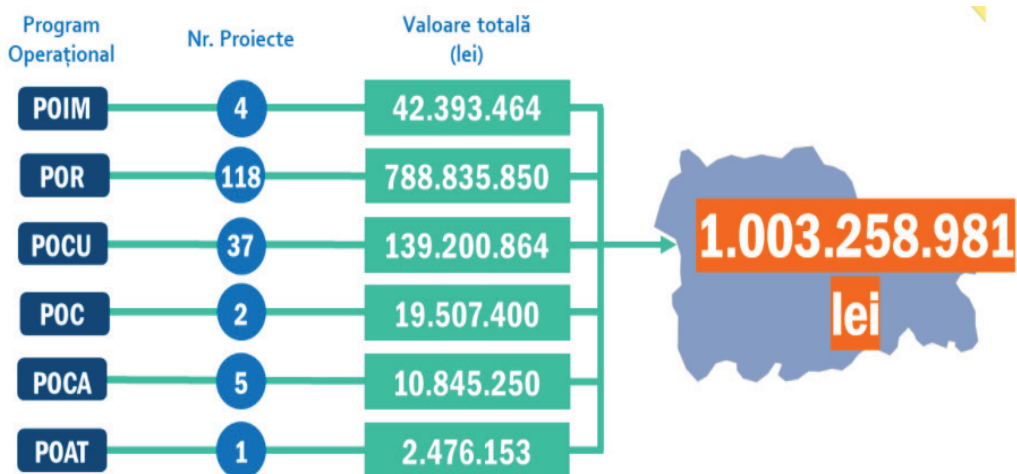 Program
Operațional
Nr. Proiecte
Valoare totală
(lei)
POIM
4
42.393.464
POR
118
788.835.850
POCU
37
139.200.864
POC
2
19.507.400
POCA
5
10.845.250
POAT
1
2.476.153
1.003.258.981
lei